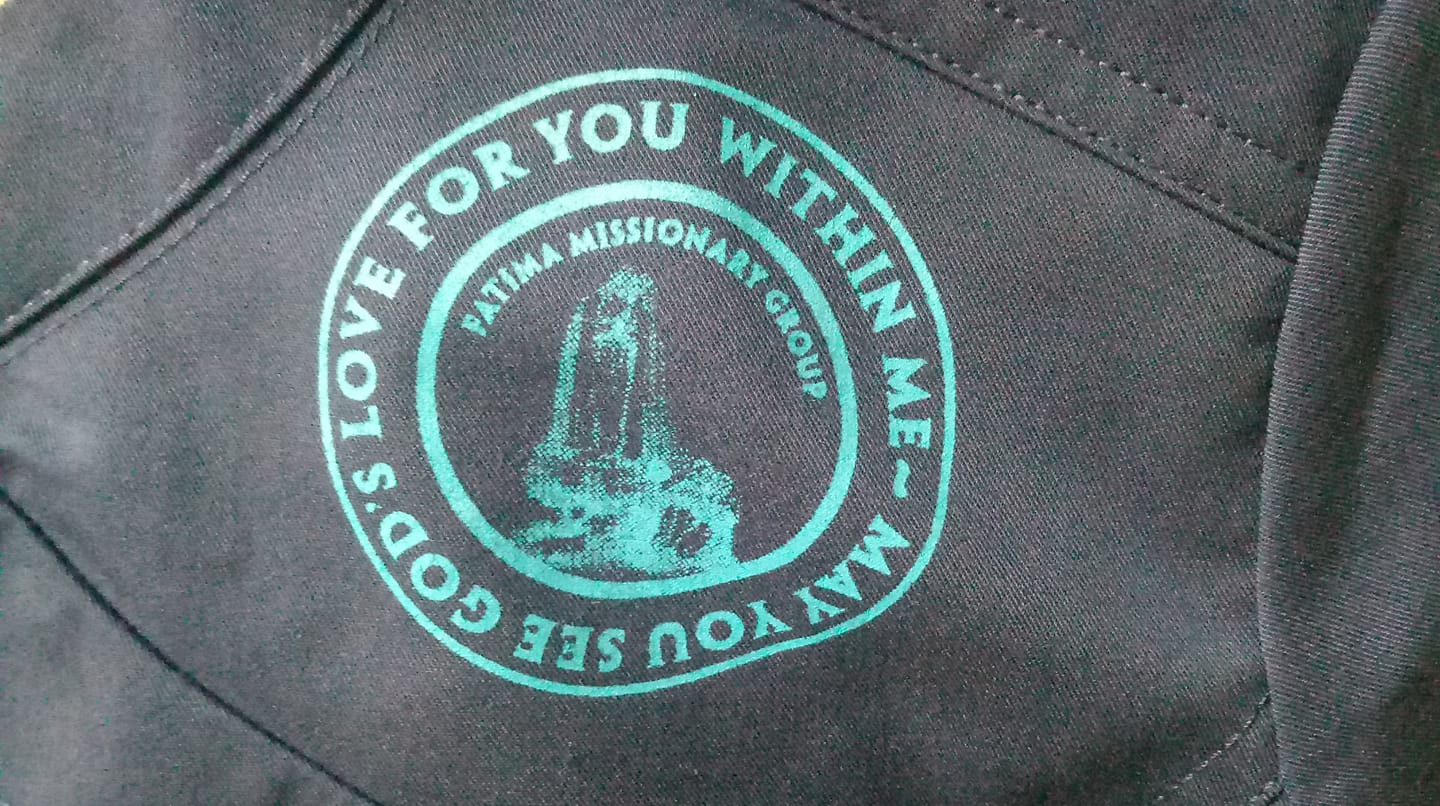 MAY YOU SEE GOD'S LOVE FOR YOU WITHIN ME~
FATIMA MISSIONARY GROUP